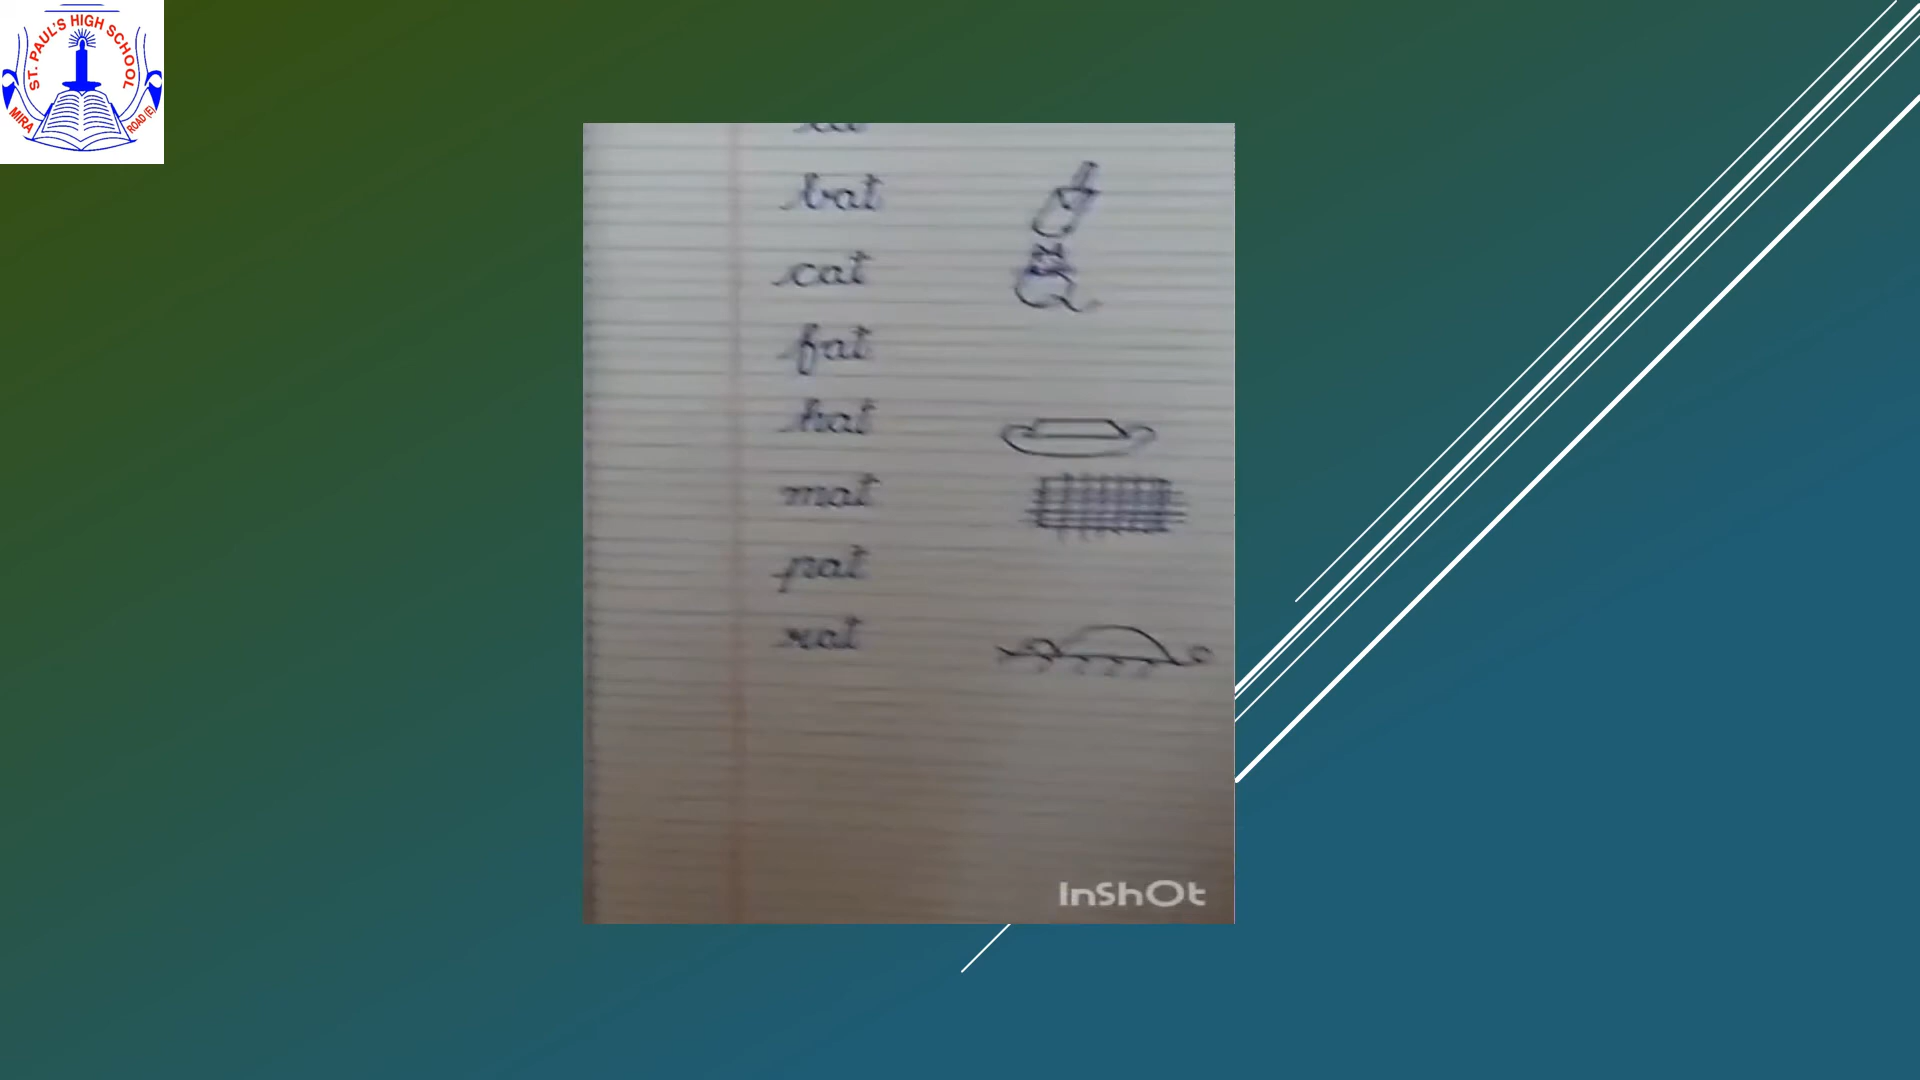 ST. PAUL'S HIGH SCHOOL
MIRA ROAD (E)
bat
cat
fat
hat
mat
pat
rat
InShOt